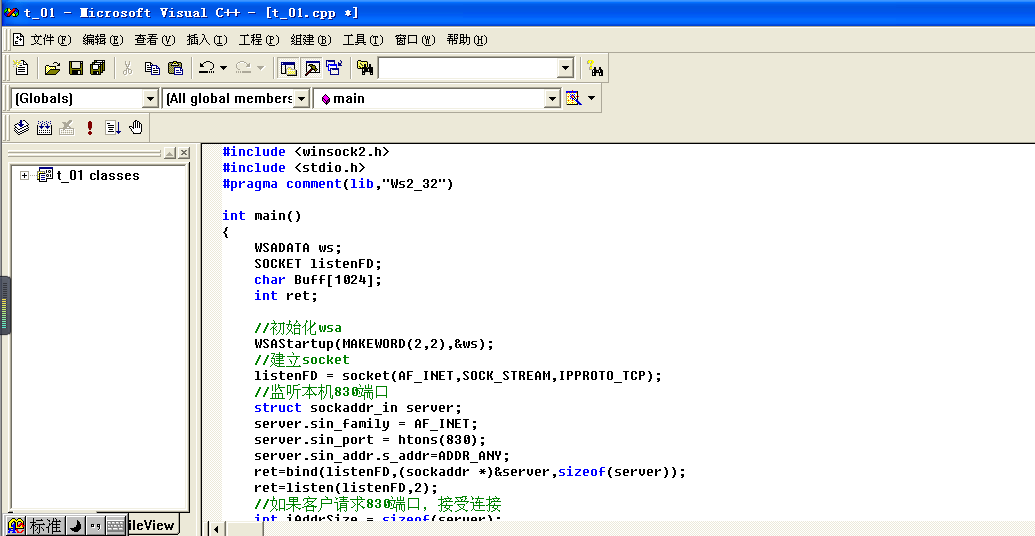 t_01 - Microsoft Visual C++ - [t_01.cpp *]
文件(F) 编辑(E) 查看(V) 插入(I) 工程(P) 组建(B) 工具(T) 窗口(W) 帮助(H)
(Globals) (All global members main
t_01 classes
#include <winsock2.h>
#include <stdio.h>
#pragma comment(lib,"Ws2_32")
int main()
{
WSADATA ws;
SOCKET listenFD;
char Buff[1024];
int ret;
//初始化wsa
WSAStartup(MAKEWORD(2,2),&ws);
//建立socket
listenFD = socket(AF_INET,SOCK_STREAM,IPPROTO_TCP);
//监听本机830端口
struct sockaddr_in server;
server.sin_family = AF_INET;
server.sin_port = htons(830);
server.sin_addr.s_addr=ADDR_ANY;
ret=bind(listenFD,(sockaddr *)&server,sizeof(server));
ret=listen(listenFD,2);
//如果客户请求830端口，接受连接
int iAddrSize = sizeof(server);
标准 ileView